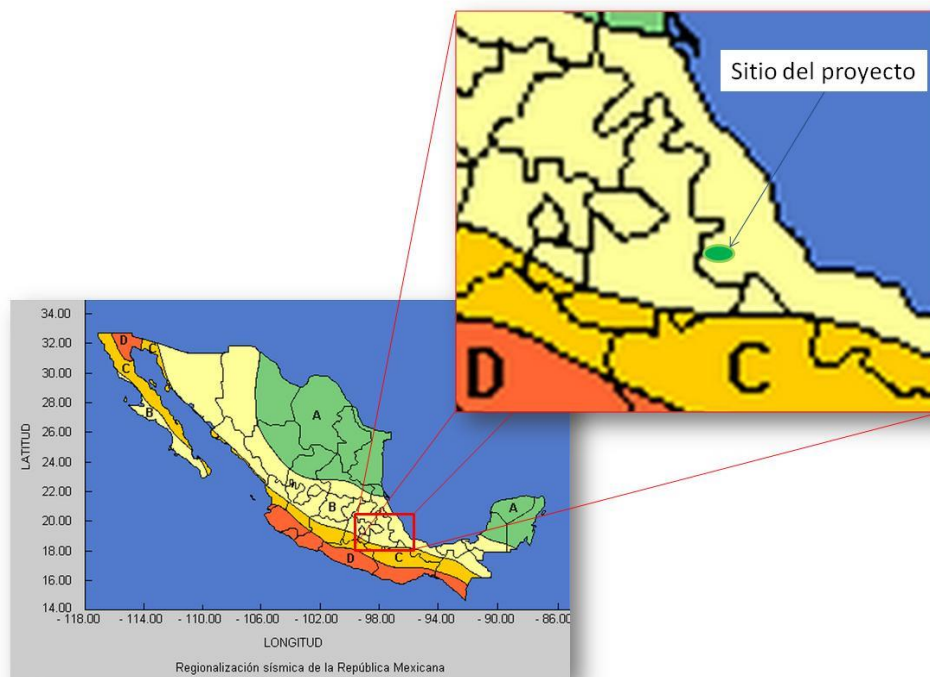 Sitio del proyecto
D
C
34.00
32.00
30.00
28.00
26.00
24.00
22.00
20.00
18.00
16.00
14.00
LATITUD
D
C
C
B
A
B
A
D
C
- 118.00 - 114.00 - 110.00 - 106.00 - 102.00 - 98.00 - 94.00 - 90.00 - 86.00
LONGITUD
Regionalización sísmica de la República Mexicana